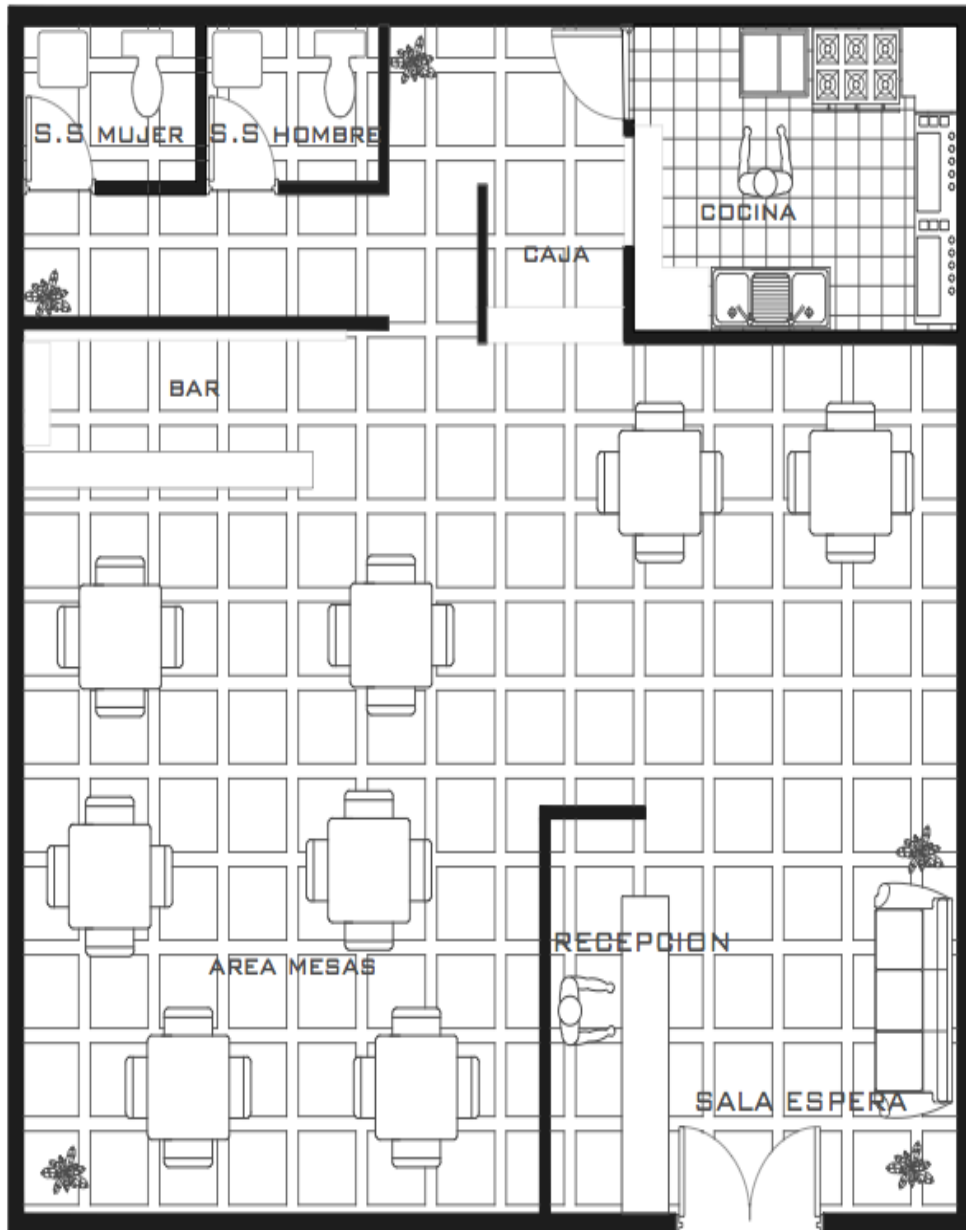 S.S MUJER
S.S HOMBRE
COCINA
CAJA
BAR
RECEPCION
AREA MESAS
SALA ESPERA